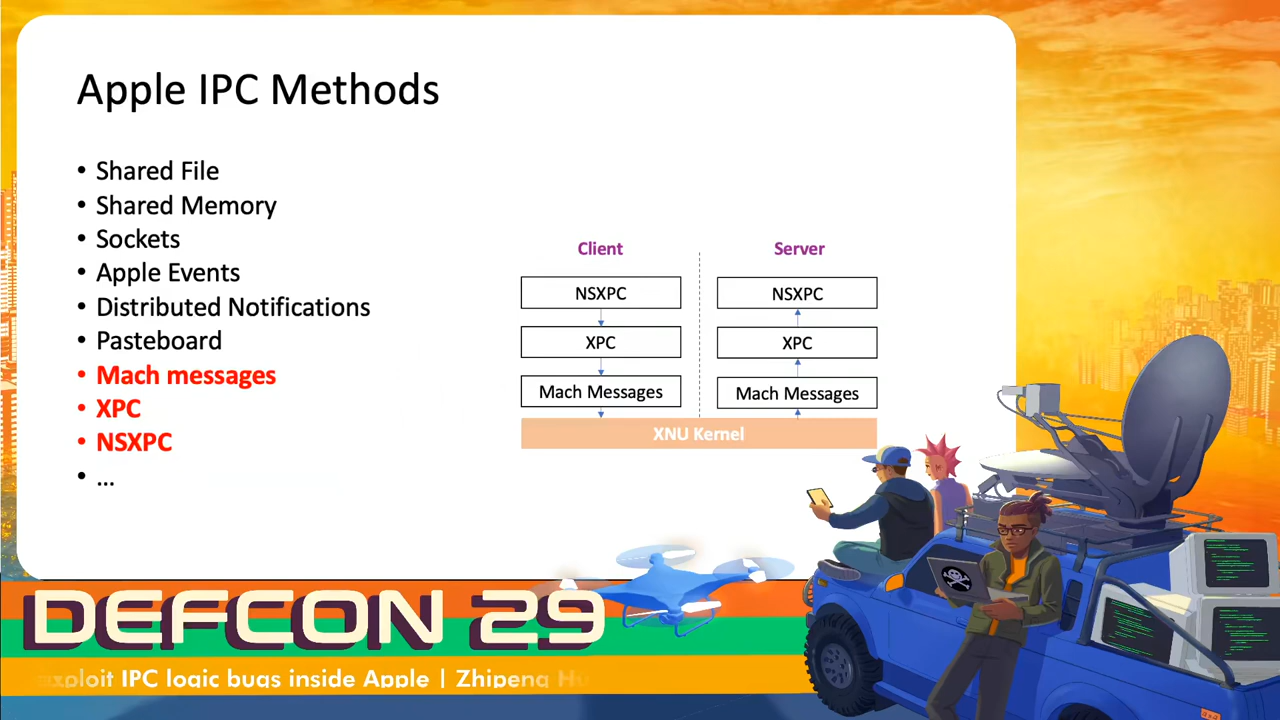 Apple IPC Methods
• Shared File
• Shared Memory
• Sockets
• Apple Events
• Distributed Notifications
• Pasteboard
• Mach messages
• XPC
• NSXPC
• ...
Client
Server
NSXPC
NSXPC
XPC
XPC
Mach Messages
Mach Messages
XNU Kernel
DEFCON 29
exploit IPC logic bugs inside Apple | Zhipeng